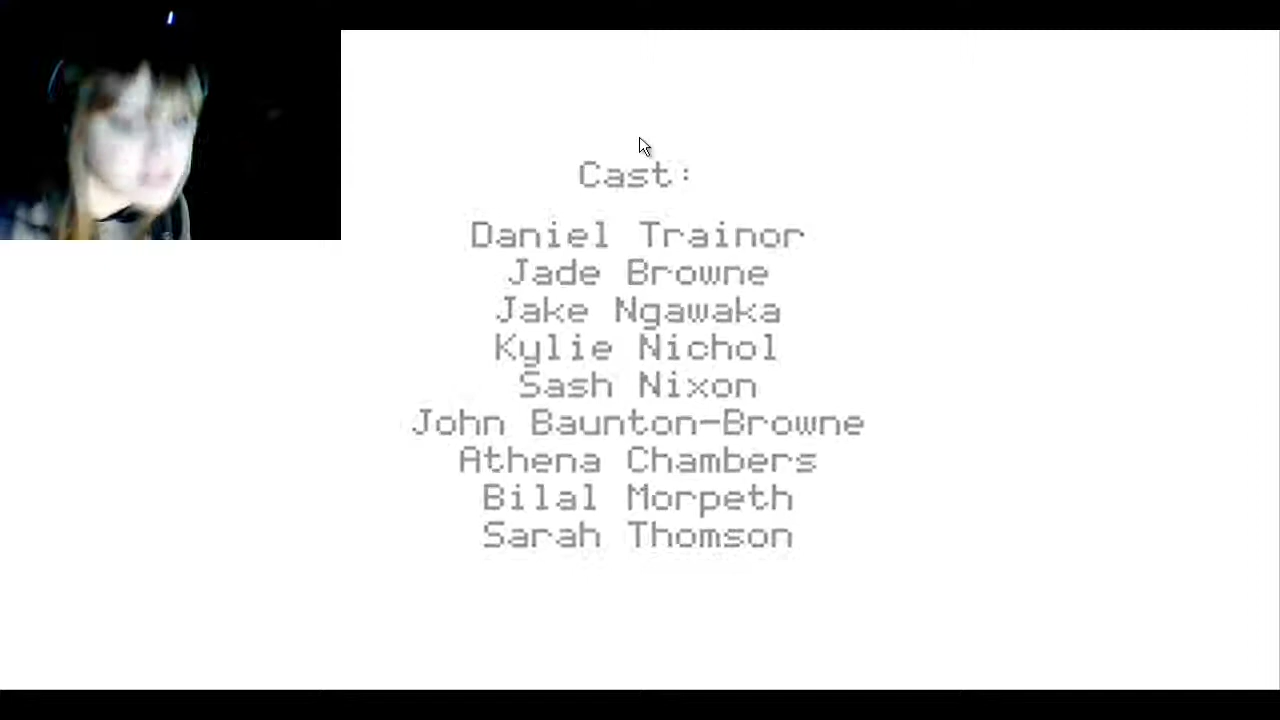 Cast:
Daniel Trainor
Jade Browne
Jake Ngawaka
Kylie Nichol
Sash Nixon
John Baunton-Browne
Athena Chambers
Bilal Morpeth
Sarah Thomson